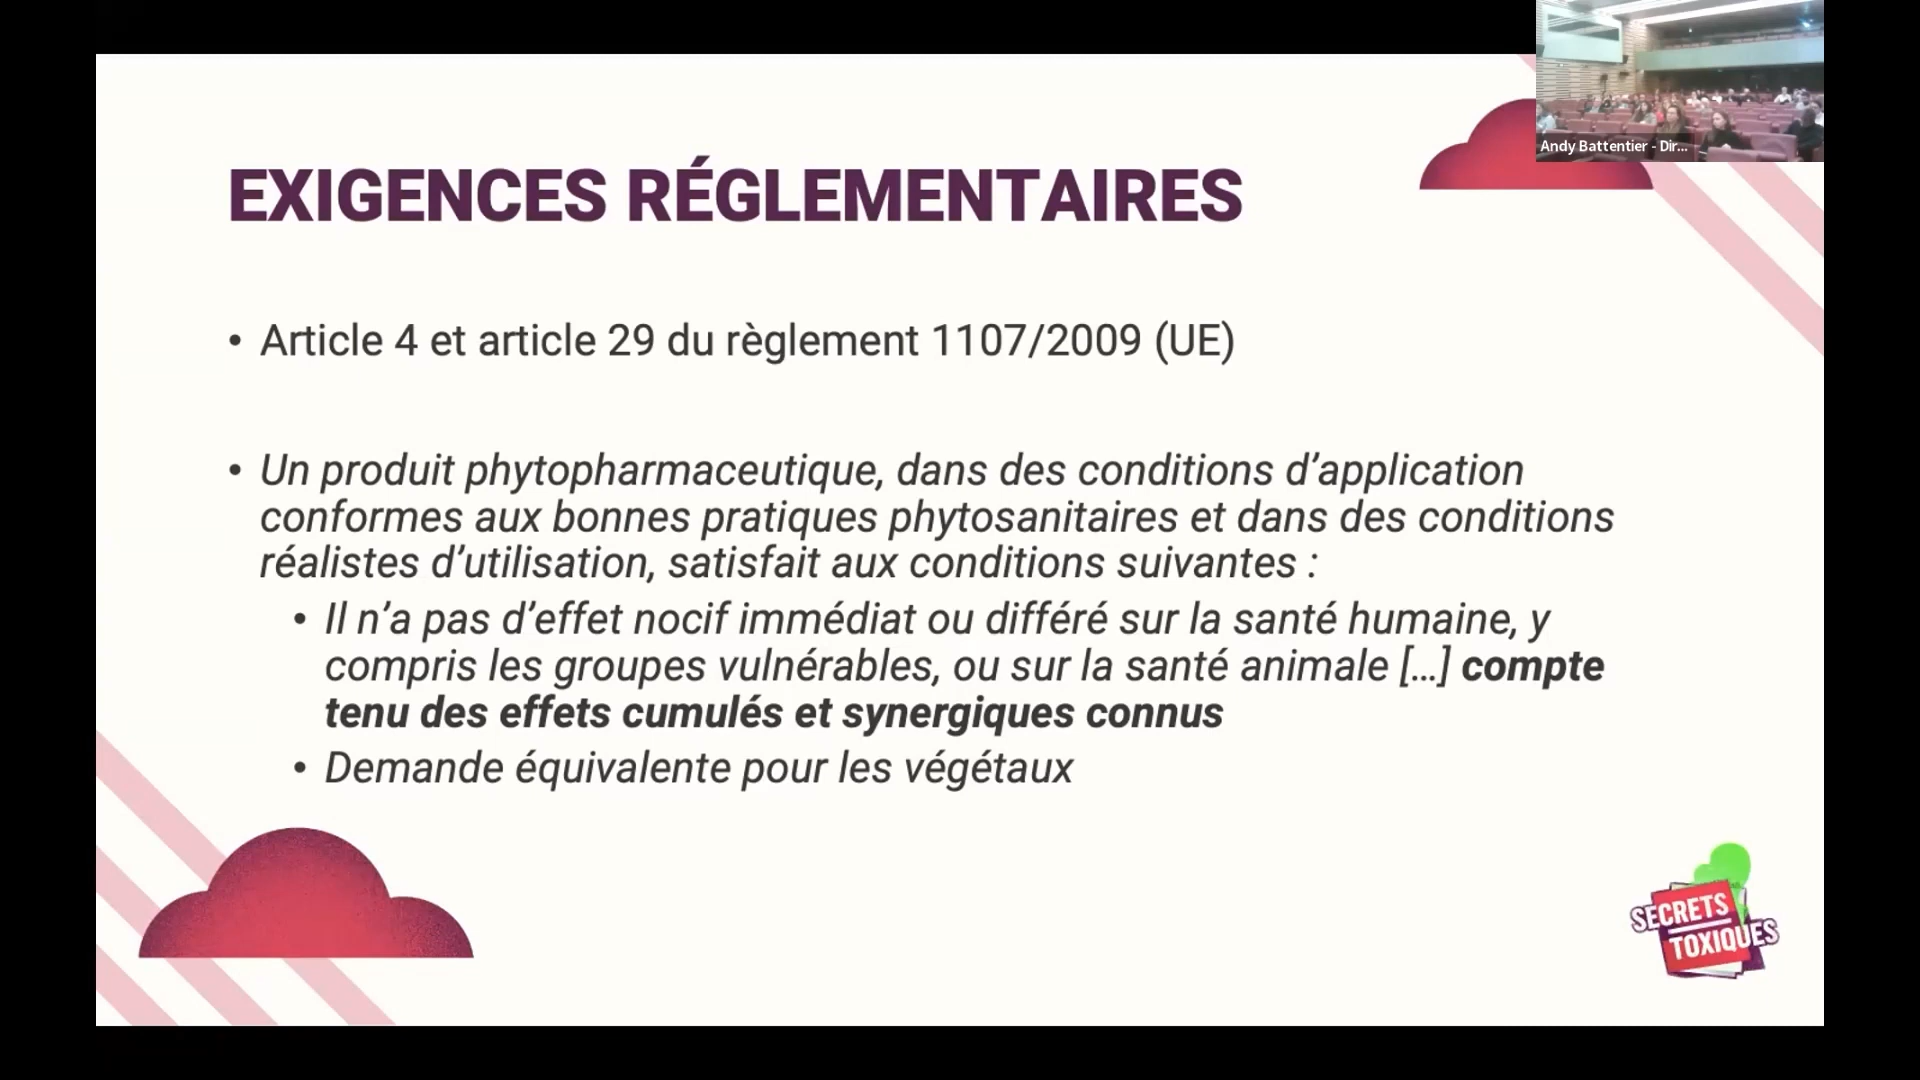 Andy Battentier - Dir...
EXIGENCES RÉGLEMENTAIRES
• Article 4 et article 29 du règlement 1107/2009 (UE)
• Un produit phytopharmaceutique, dans des conditions d’application
conformes aux bonnes pratiques phytosanitaires et dans des conditions
réalistes d’utilisation, satisfait aux conditions suivantes :
• Il n’a pas d’effet nocif immédiat ou différé sur la santé humaine, y
compris les groupes vulnérables, ou sur la santé animale [...] compte
tenu des effets cumulés et synergiques connus
• Demande équivalente pour les végétaux
SECRETS
TOXIQUES